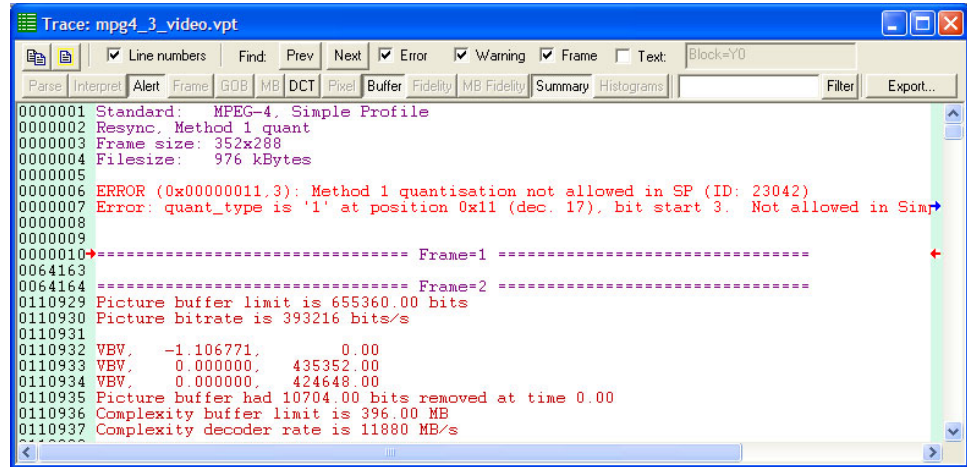 Trace: mpg4_3_video.vpt
Line numbers Find: Prev Next Error Warning Frame Text: Block=Y0
Parse Interpret Alert Frame GOB MB DCT Pixel Buffer Fidelity MB Fidelity Summary Histograms Filter Export...
0000001 Standard: MPEG-4, Simple Profile
0000002 Resync, Method 1 quant
0000003 Frame size: 352x288
0000004 Filesize: 976 kBytes
0000005
0000006 ERROR (0x00000011,3): Method 1 quantisation not allowed in SP (ID: 23042)
0000007 Error: quant_type is '1' at position 0x11 (dec. 17), bit start 3. Not allowed in Simp
0000008
0000009
0000010 ================================ Frame=1 ================================
0064163
0064164 ================================ Frame=2 ================================
0110929 Picture buffer limit is 655360.00 bits
0110930 Picture bitrate is 393216 bits/s
0110931
0110932 VBV, -1.106771, 0.00
0110933 VBV, 0.000000, 435352.00
0110934 VBV, 0.000000, 424648.00
0110935 Picture buffer had 10704.00 bits removed at time 0.00
0110936 Complexity buffer limit is 396.00 MB
0110937 Complexity decoder rate is 11880 MB/s